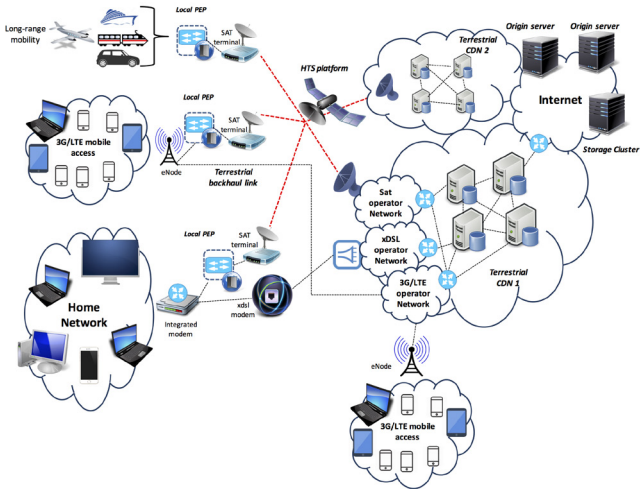 Long-range
mobility
Local PEP
SAT
terminal
HTS platform
Terrestrial
CDN 2
Origin server
Origin server
Internet
Storage Cluster
3G/LTE mobile
access
eNode
Local PEP
SAT
terminal
Terrestrial
backhaul link
Sat
operator
Network
xDSL
operator
Network
3G/LTE
operator
Network
Terrestrial
CDN 1
Home
Network
Local PEP
SAT
terminal
Integrated
modem
xdsl
modem
eNode
3G/LTE mobile
access